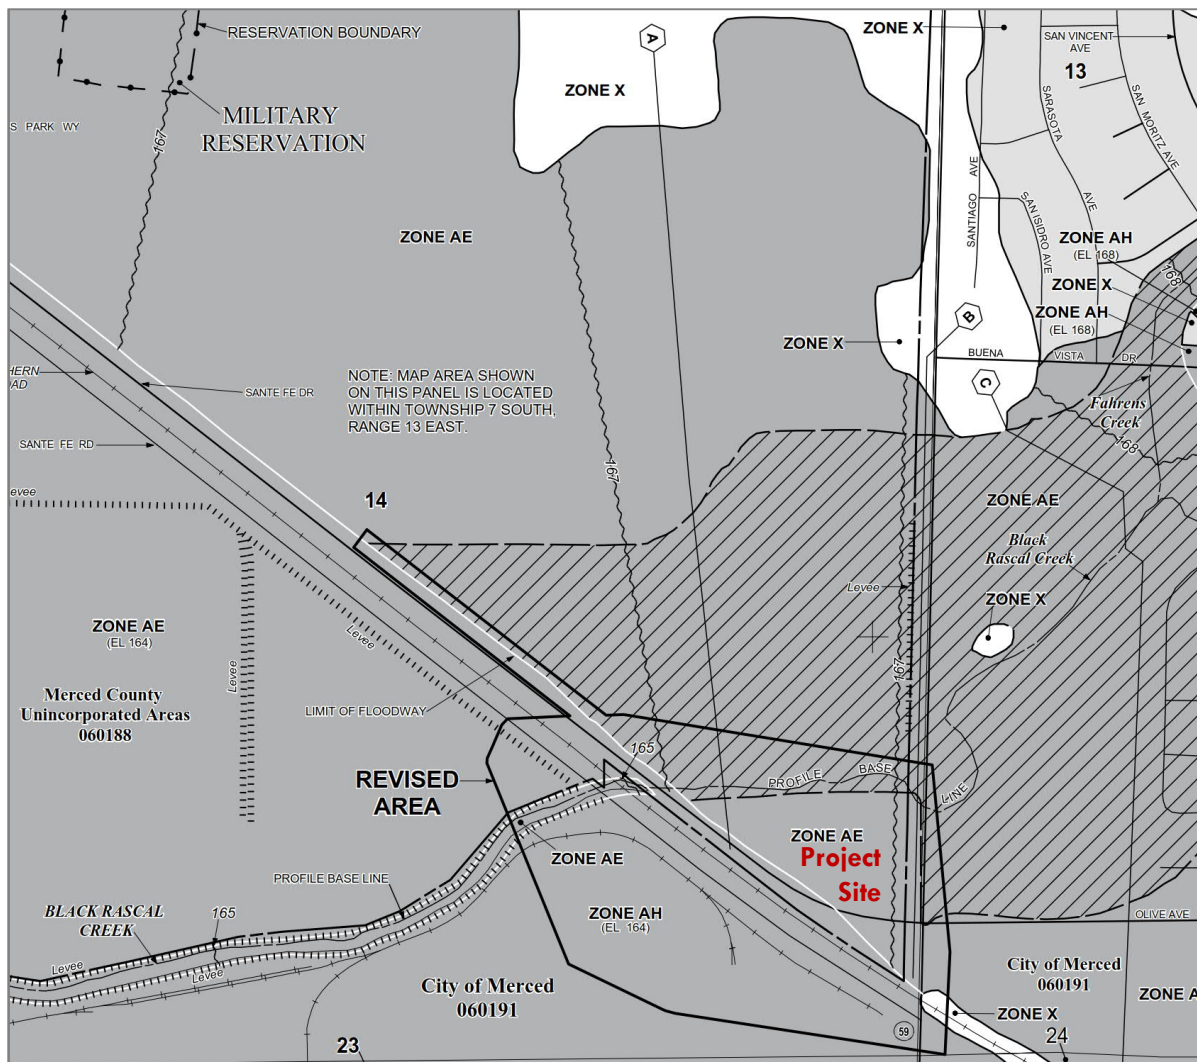 RESERVATION BOUNDARY
MILITARY
RESERVATION
S PARK WY
167
ZONE X
A
ZONE X
SAN VINCENT
AVE
13
SARASOTA
AVE
SAN MORITZ AVE
SANTIAGO AVE
SAN ISIDRO AVE
ZONE AE
ZONE AH
(EL 168)
168
ZONE X
ZONE AH
(EL 168)
B
ZONE X
BUENA VISTA DR
C
HERN
AD
SANTE FE DR
NOTE: MAP AREA SHOWN
ON THIS PANEL IS LOCATED
WITHIN TOWNSHIP 7 SOUTH,
RANGE 13 EAST.
Fahrens
Creek
168
SANTE FE RD
167
evee
14
ZONE AE
Black
Rascal Creek
Levee
ZONE X
ZONE AE
(EL 164)
Levee
Levee
167
Merced County
Unincorporated Areas
060188
LIMIT OF FLOODWAY
165
REVISED
AREA
PROFILE BASE LINE
ZONE AE
Project
Site
ZONE AE
PROFILE BASE LINE
BLACK RASCAL
CREEK
165
ZONE AH
(EL 164)
OLIVE AVE
Levee
Levee
City of Merced
060191
City of Merced
060191
ZONE A
ZONE X
59
23
24